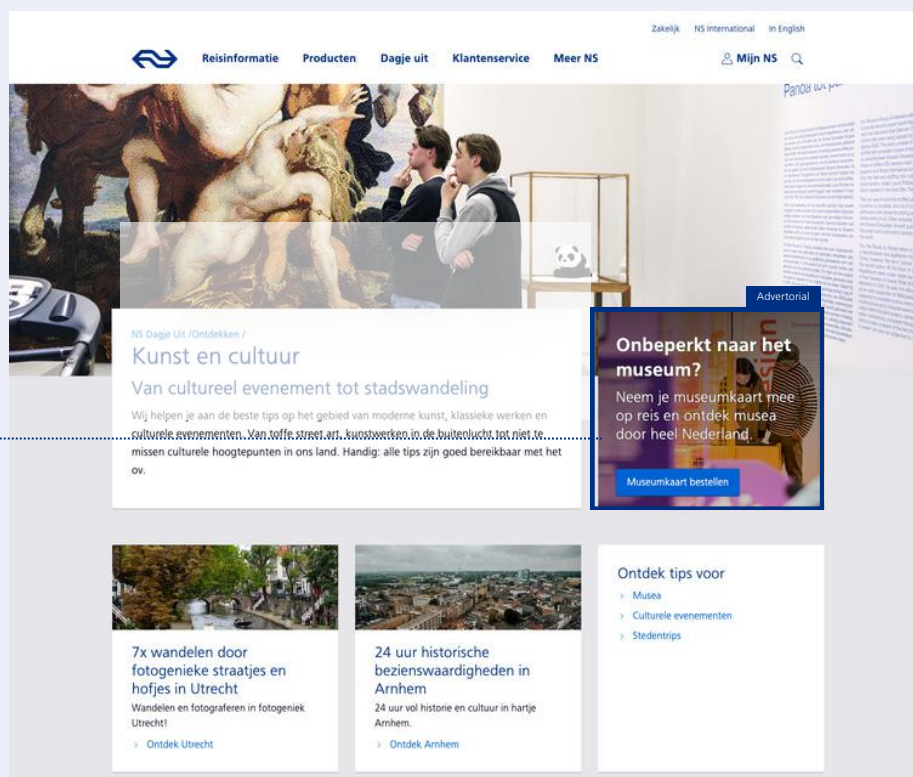 Zakelijk NS International In English
Reisinformatie Producten Dagje uit Klantenservice Meer NS Mijn NS
Panda tot
Advertorial
NS Dagje Uit /Ontdekken /
Kunst en cultuur
Van cultureel evenement tot stadswandeling
Wij helpen je aan de beste tips op het gebied van moderne kunst, klassieke werken en
culturele evenementen. Van toffe street art, kunstwerken in de buitenlucht tot niet te
missen culturele hoogtepunten in ons land. Handig: alle tips zijn goed bereikbaar met het
ov.
Onbeperkt naar het
museum?
Neem je museumkaart mee
op reis en ontdek musea
door heel Nederland.
Museumkaart bestellen
7x wandelen door
fotogenieke straatjes en
hofjes in Utrecht
Wandelen en fotograferen in fotogeniek
Utrecht!
Ontdek Utrecht
24 uur historische
bezienswaardigheden in
Arnhem
24 uur vol historie en cultuur in hartje
Arnhem.
Ontdek Arnhem
Ontdek tips voor
Musea
Culturele evenementen
Stedentrips